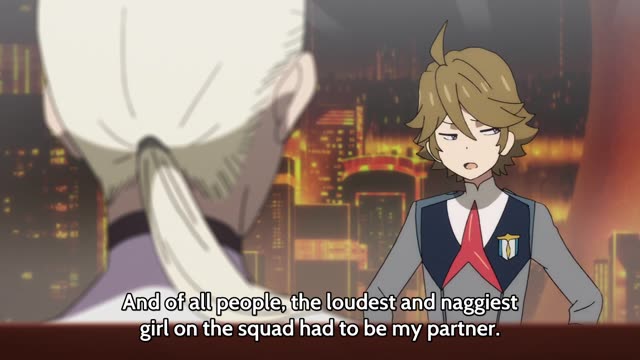 And of all people, the loudest and naggiest
girl on the squad had to be my partner.